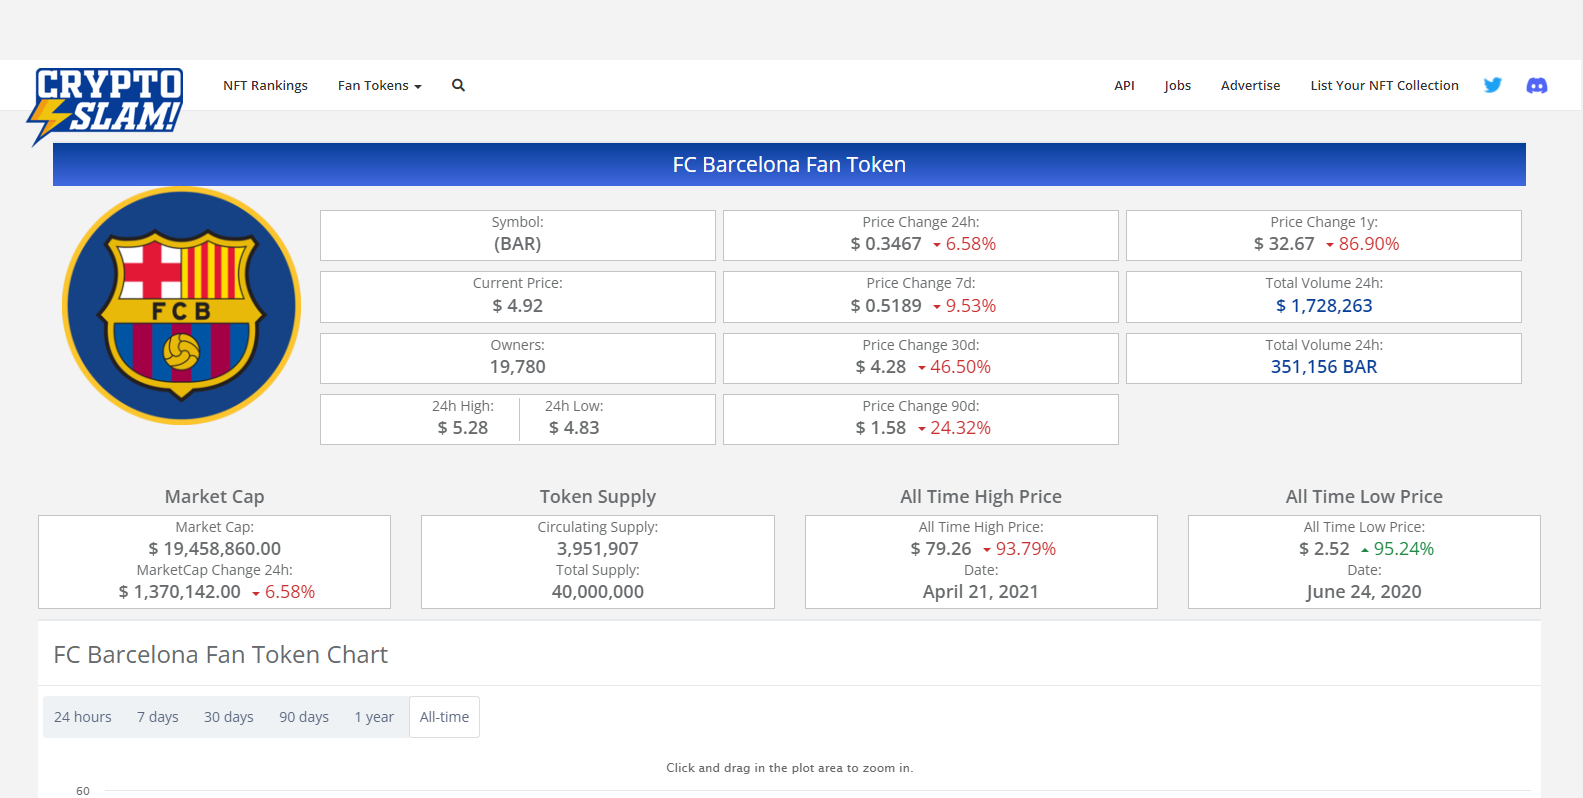 CRYPTO
SLAM!
NFT Rankings
Fan Tokens
API
Jobs
Advertise
List Your NFT Collection
FC Barcelona Fan Token
FCB
Symbol:
(BAR)
Current Price:
$ 4.92
Owners:
19,780
24h High:
$ 5.28
24h Low:
$ 4.83
Price Change 24h:
$ 0.3467 6.58%
Price Change 7d:
$ 0.5189 9.53%
Price Change 30d:
$ 4.28 46.50%
Price Change 90d:
$ 1.58 24.32%
Price Change 1y:
$ 32.67 86.90%
Total Volume 24h:
$ 1,728,263
Total Volume 24h:
351,156 BAR
Market Cap
Market Cap:
$ 19,458,860.00
MarketCap Change 24h:
$ 1,370,142.00 6.58%
Token Supply
Circulating Supply:
3,951,907
Total Supply:
40,000,000
All Time High Price
All Time High Price:
$ 79.26 93.79%
Date:
April 21, 2021
All Time Low Price
All Time Low Price:
$ 2.52 95.24%
Date:
June 24, 2020
FC Barcelona Fan Token Chart
24 hours
7 days
30 days
90 days
1 year
All-time
Click and drag in the plot area to zoom in.
60